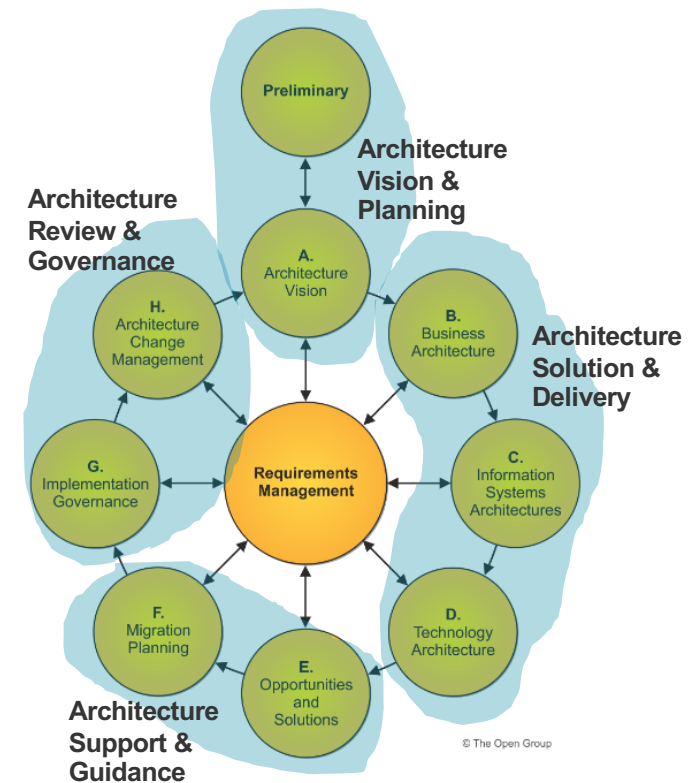 Preliminary
Architecture
Vision &
Planning
Architecture
Review &
Governance
A.
Architecture
Vision
H.
Architecture
Change
Management
B.
Business
Architecture
Architecture
Solution &
Delivery
G.
Implementation
Governance
Requirements
Management
C.
Information
Systems
Architectures
F.
Migration
Planning
D.
Technology
Architecture
E.
Opportunities
and
Solutions
Architecture
Support &
Guidance
© The Open Group